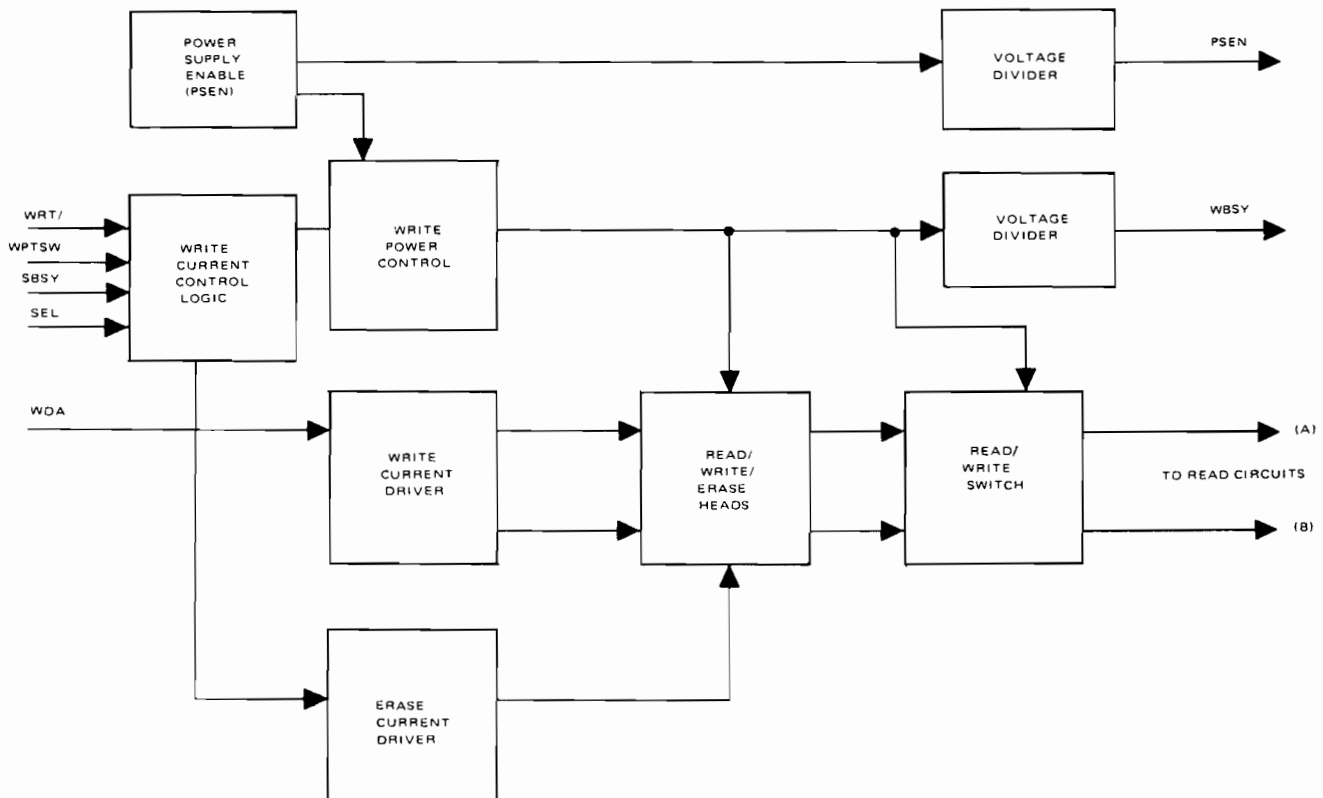 POWER
SUPPLY
ENABLE
(PSEN)
VOLTAGE
DIVIDER
PSEN
WRT/
WPTSW
SBSY
SEL
WRITE
CURRENT
CONTROL
LOGIC
WRITE
POWER
CONTROL
VOLTAGE
DIVIDER
WBSY
WDA
WRITE
CURRENT
DRIVER
READ/
WRITE/
ERASE
HEADS
READ/
WRITE
SWITCH
(A)
TO READ CIRCUITS
(B)
ERASE
CURRENT
DRIVER